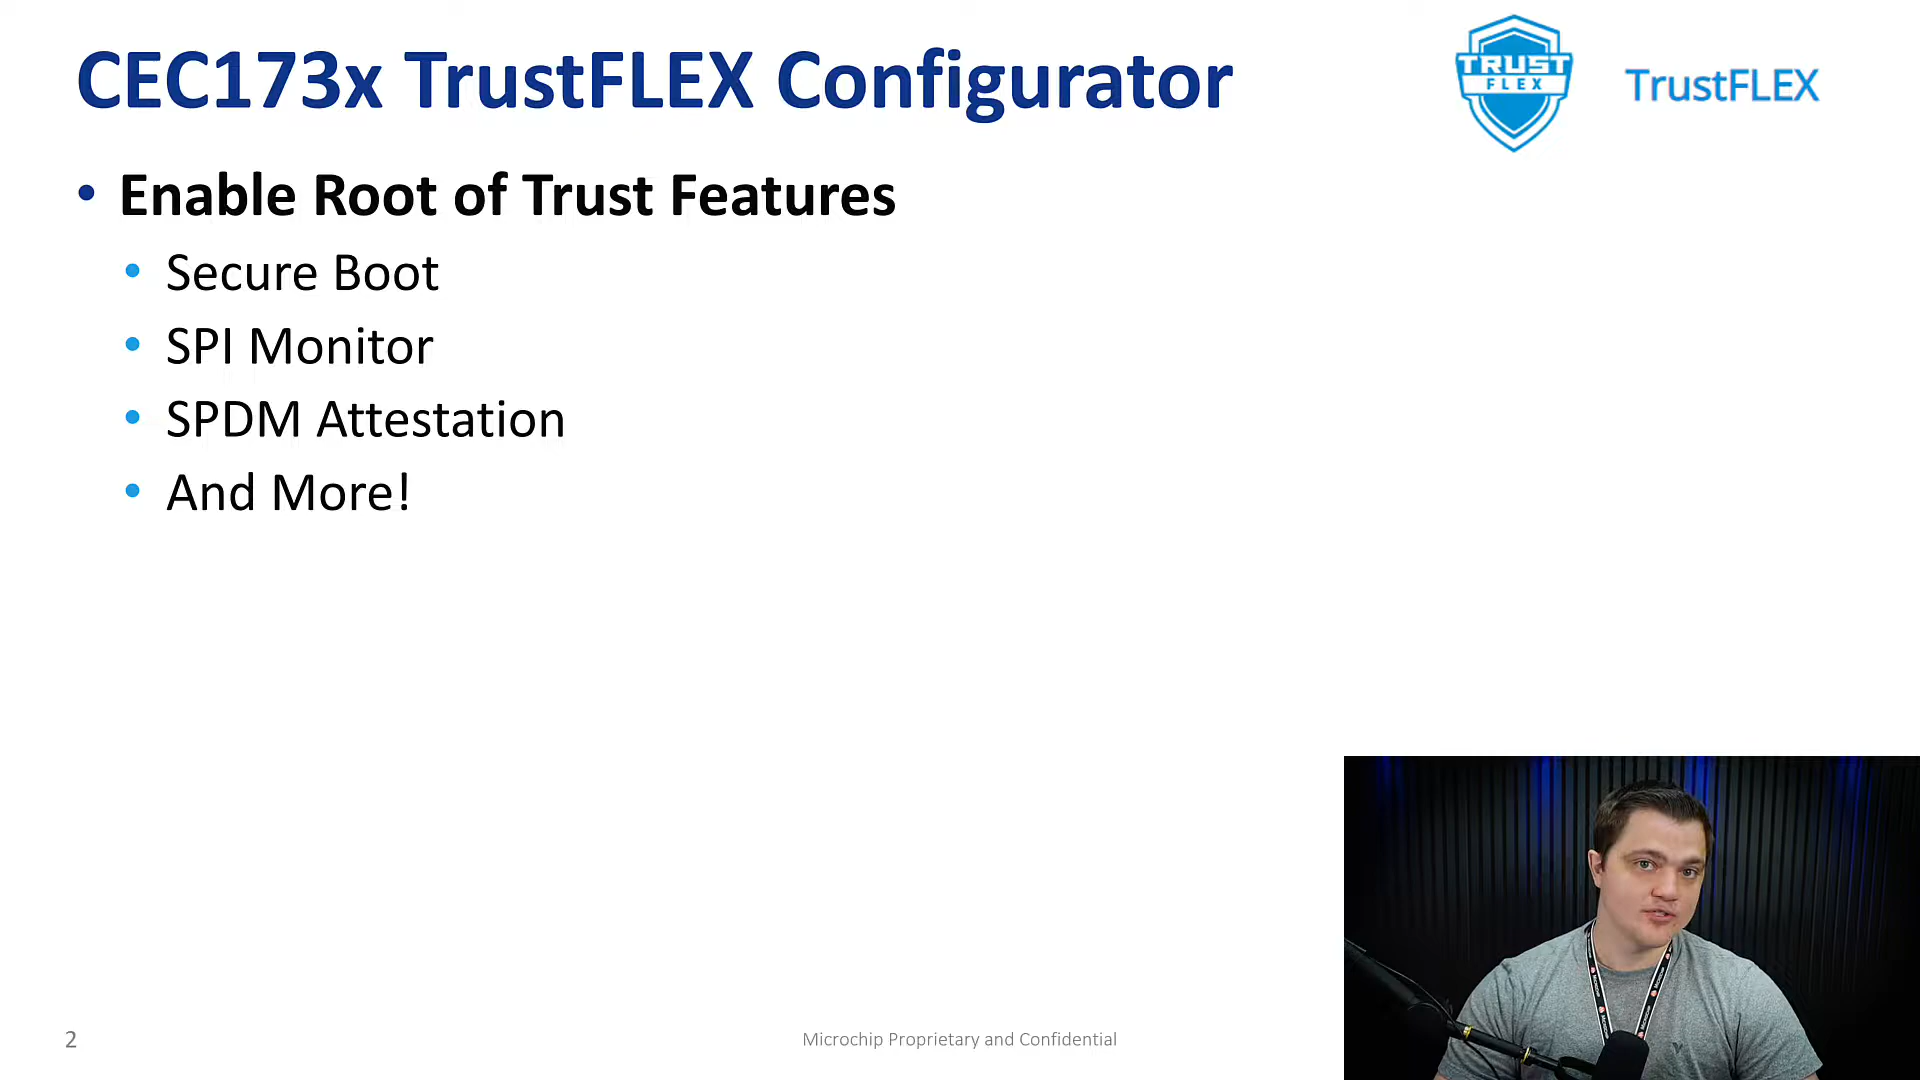 CEC173x TrustFLEX Configurator
TRUST
FLEX
TrustFLEX
• Enable Root of Trust Features
• Secure Boot
• SPI Monitor
• SPDM Attestation
• And More!
2
Microchip Proprietary and Confidential